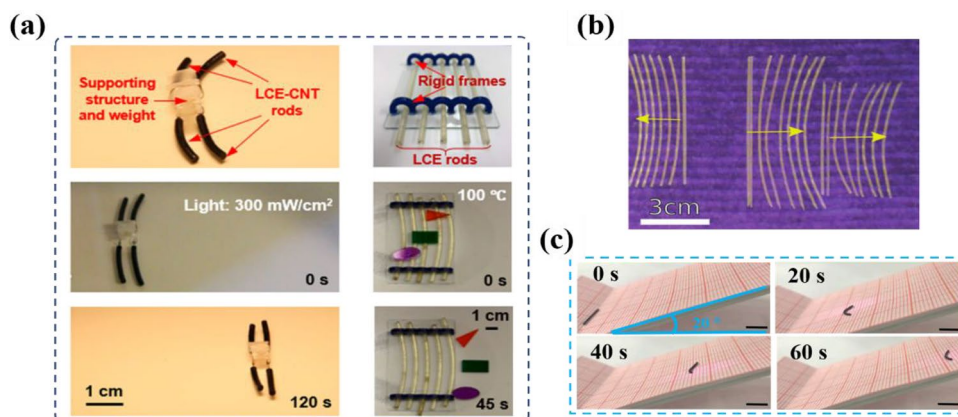 (a)
Supporting
structure
and weight
LCE-CNT
rods
Rigid frames
LCE rods
Light: 300 mW/cm²
0 s
100 °C
0 s
1 cm
120 s
1 cm
45 s
(b)
3cm
(c)
0 s
20 s
40 s
60 s